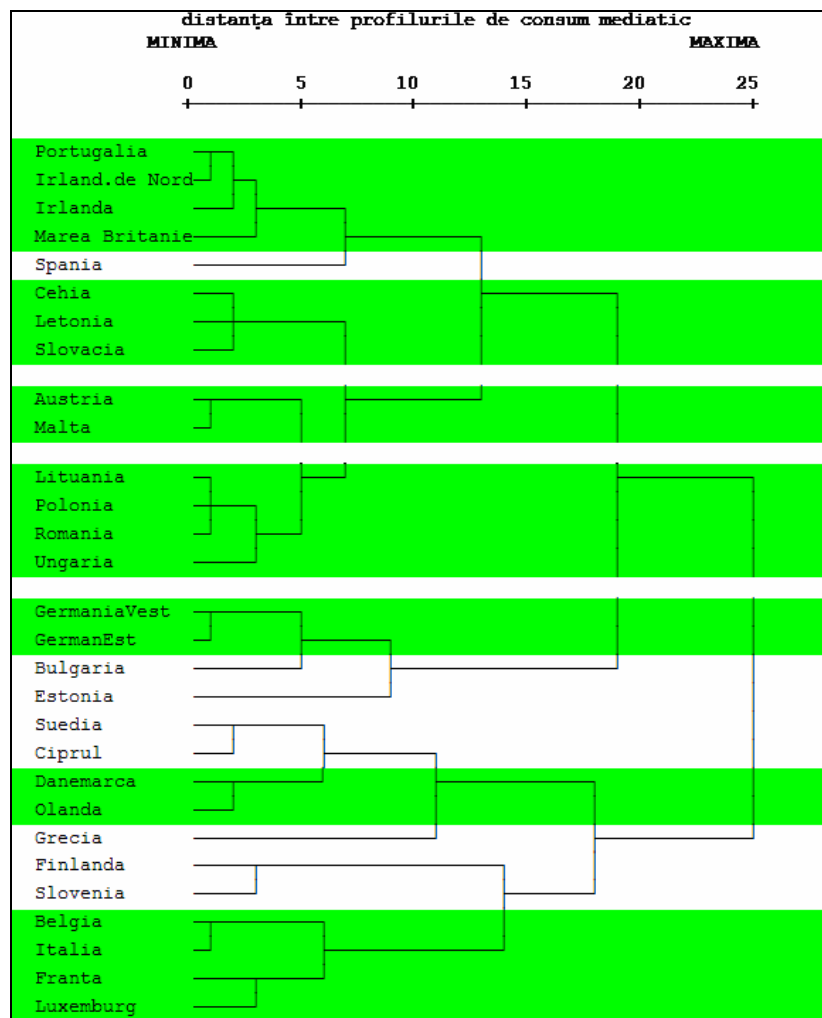 distanța între profilurile de consum mediatic
MINIMA MAXIMA
0 5 10 15 20 25
Portugalia
Irland.de Nord
Irlanda
Marea Britanie
Spania
Cehia
Letonia
Slovacia
Austria
Malta
Lituania
Polonia
Romania
Ungaria
GermaniaVest
GermanEst
Bulgaria
Estonia
Suedia
Ciprul
Danemarca
Olanda
Grecia
Finlanda
Slovenia
Belgia
Italia
Franta
Luxemburg